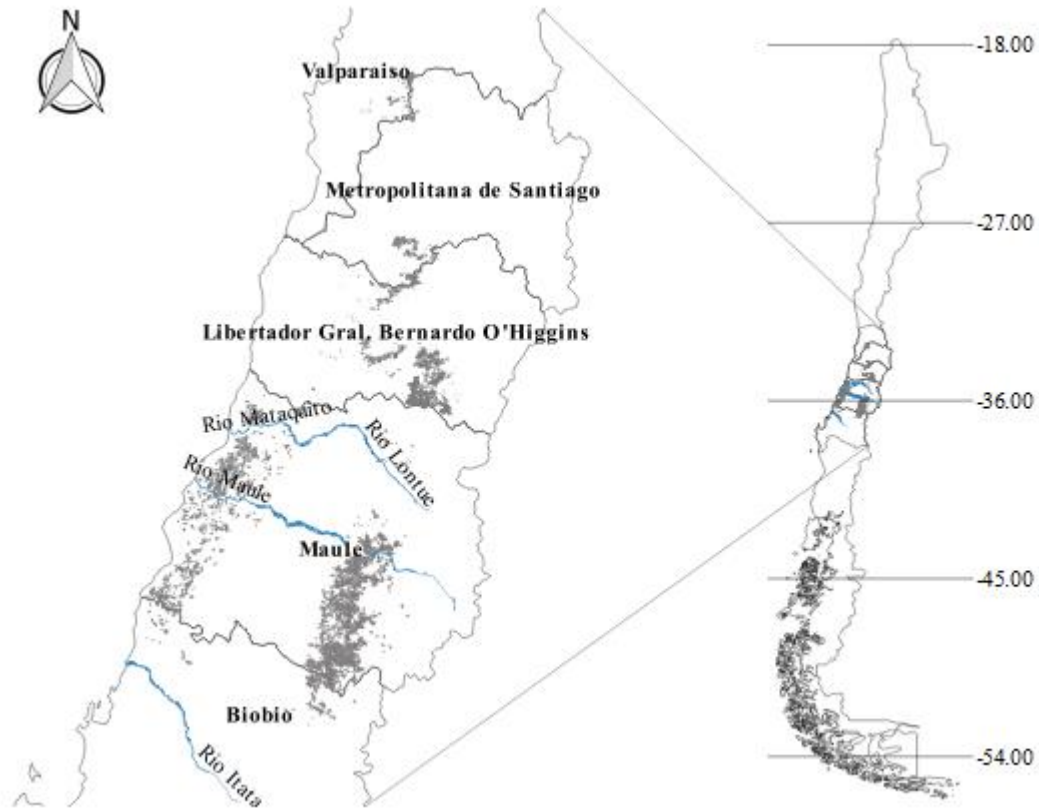 N
Valparaiso
Metropolitana de Santiago
Libertador Gral. Bernardo O'Higgins
Rio Mataquito
Rio Lontue
Rio Maule
Maule
Biobio
Rio Itata
-18.00
-27.00
-36.00
-45.00
-54.00